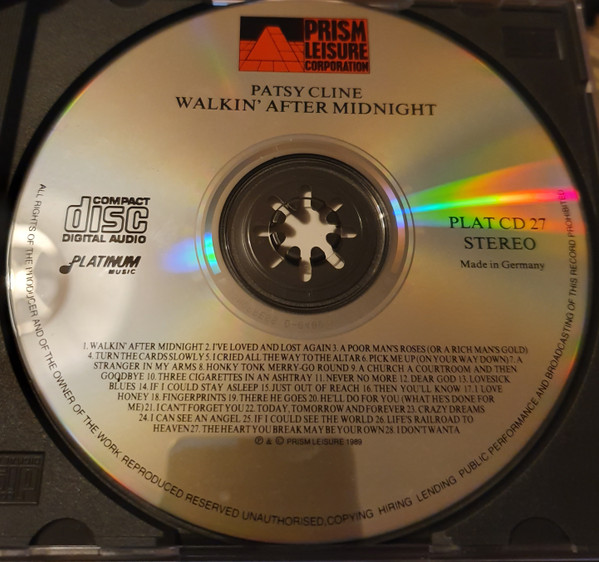 PRISM
LEISURE
CORPORATION
PATSY CLINE
WALKIN' AFTER MIDNIGHT
COMPACT
disc
DIGITAL AUDIO
PLATINUM
MUSIC
PLAT CD 27
STEREO
Made in Germany
1. WALKIN' AFTER MIDNIGHT 2. I'VE LOVED AND LOST AGAIN 3. A POOR MAN'S ROSES (OR A RICH MAN'S GOLD)
4. TURN THE CARDS SLOWLY 5. I CRIED ALL THE WAY TO THE ALTAR 6. PICK ME UP (ON YOUR WAY DOWN) 7. A
STRANGER IN MY ARMS 8. HONKY TONK MERRY-GO ROUND 9. A CHURCH A COURTROOM AND THEN
GOODBYE 10. THREE CIGARETTES IN AN ASHTRAY 11. NEVER NO MORE 12. DEAR GOD 13. LOVESICK
BLUES 14. IF I COULD STAY ASLEEP 15. JUST OUT OF REACH 16. THEN YOU'LL KNOW 17. I LOVE
HONEY 18. FINGERPRINTS 19. THERE HE GOES 20. HE'LL DO FOR YOU (WHAT HE'S DONE FOR
ME) 21. I CAN'T FORGET YOU 22. TODAY, TOMORROW AND FOREVER 23. CRAZY DREAMS
24. I CAN SEE AN ANGEL 25. IF I COULD SEE THE WORLD 26. LIFE'S RAILROAD TO
HEAVEN 27. THE HEART YOU BREAK MAY BE YOUR OWN 28. I DON'T WANTA
℗ & © PRISM LEISURE 1989
ALL RIGHTS OF THE PRODUCER AND OF THE OWNER OF THE WORK REPRODUCED RESERVED UNAUTHORISED, COPYING HIRING LENDING PUBLIC PERFORMANCE AND BROADCASTING OF THIS RECORD PROHIBITED